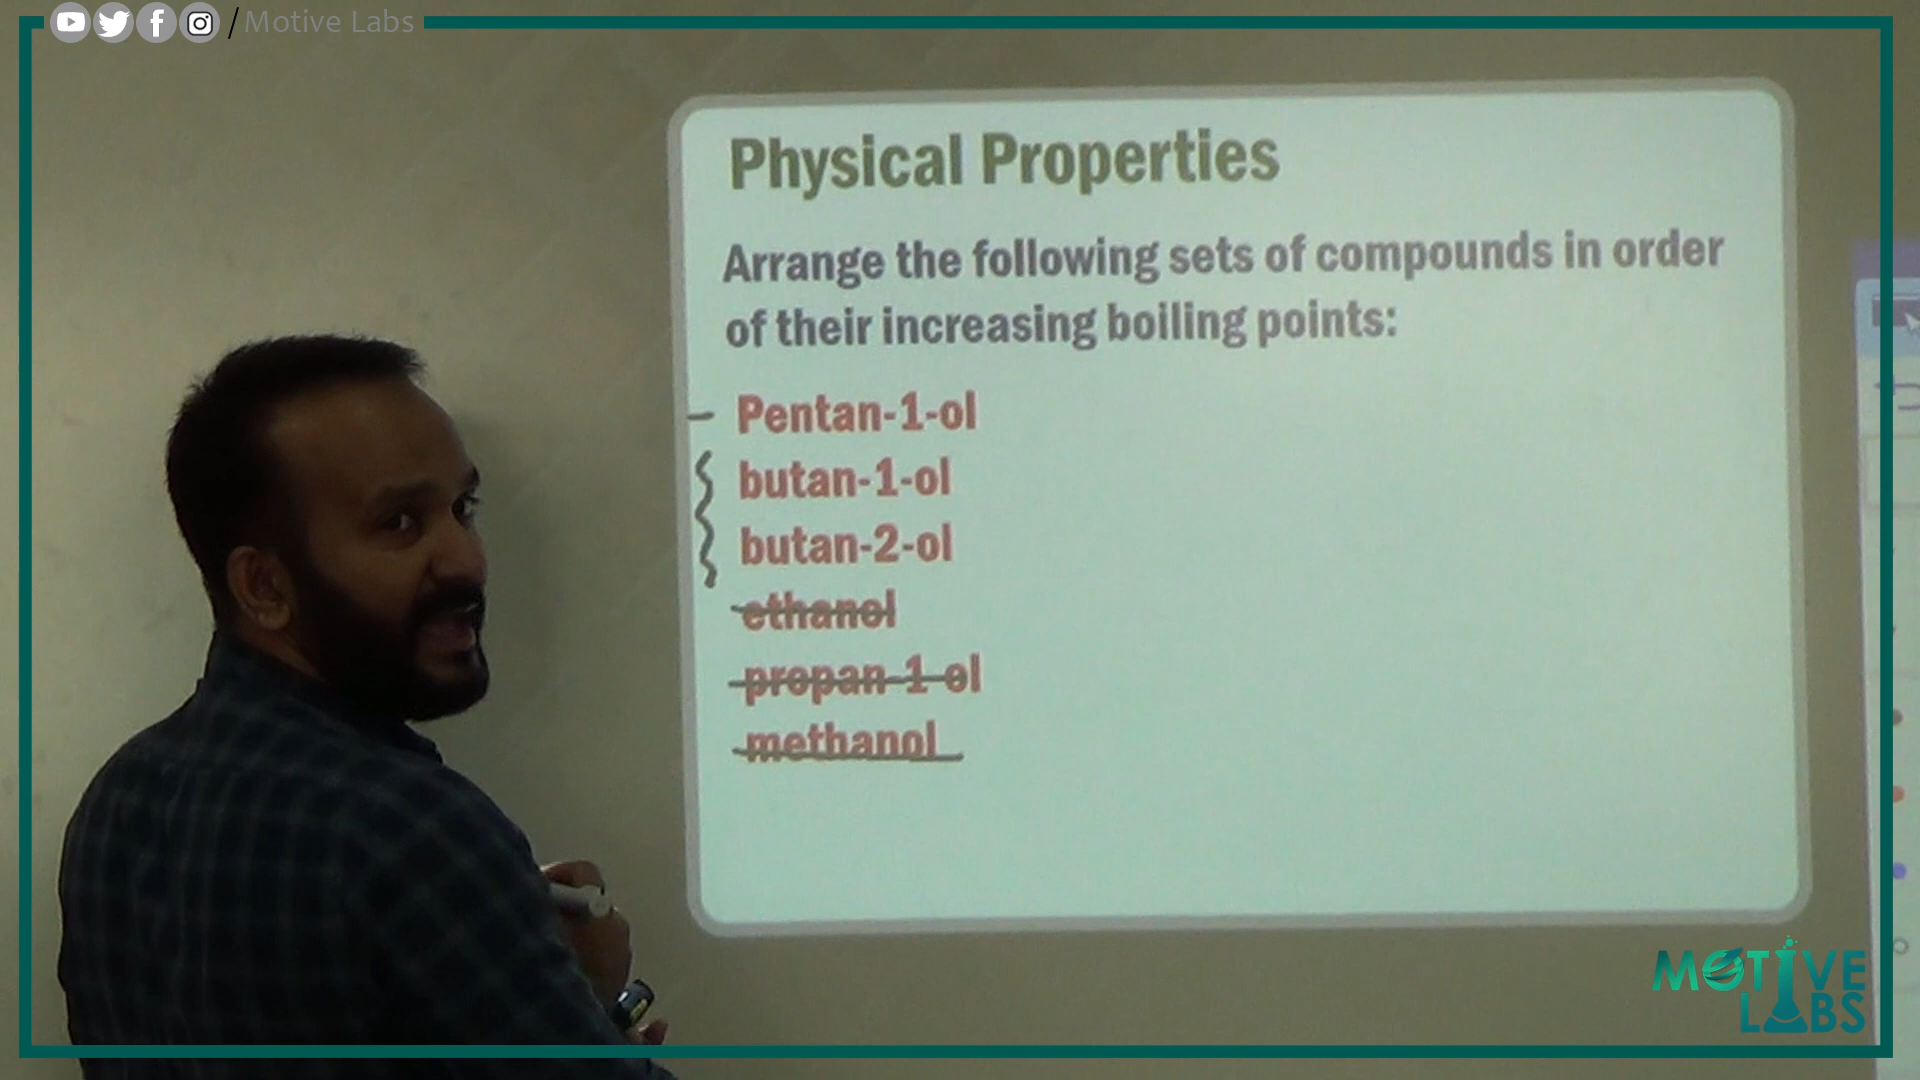 / Motive Labs
Physical Properties
Arrange the following sets of compounds in order
of their increasing boiling points:
Pentan-1-ol
butan-1-ol
butan-2-ol
ethanol
propan-1-ol
methanol
MOTIVE
LABS